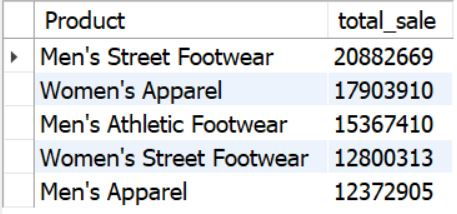 Product total_sale
Men's Street Footwear 20882669
Women's Apparel 17903910
Men's Athletic Footwear 15367410
Women's Street Footwear 12800313
Men's Apparel 12372905